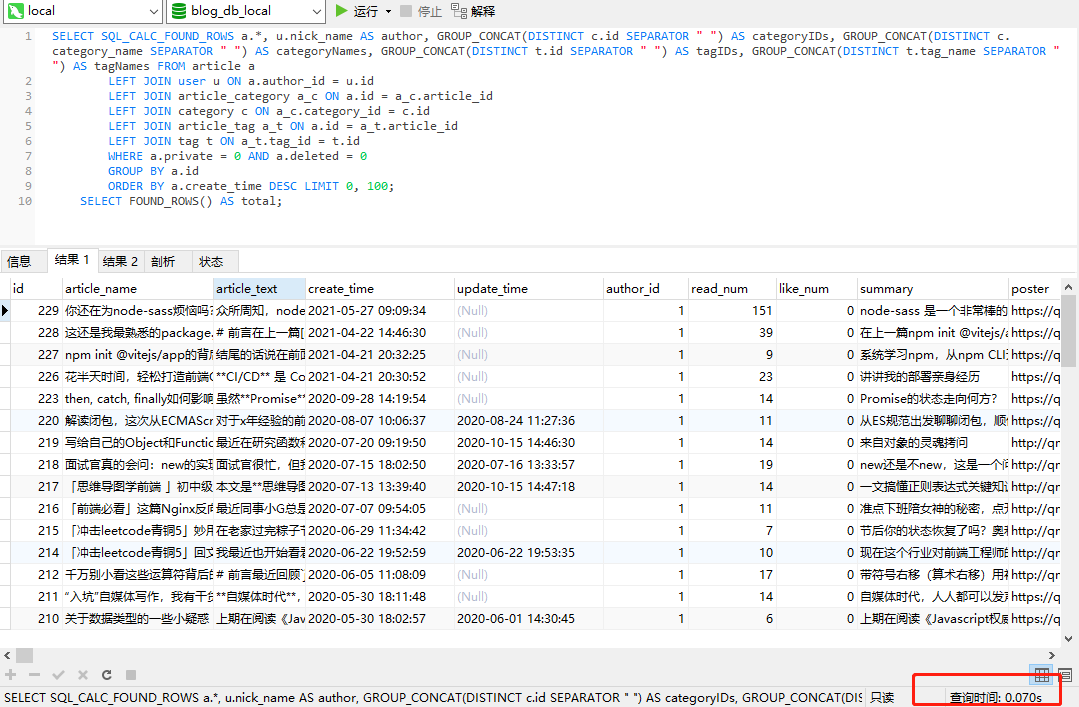 local blog_db_local 运行 停止 解释
1 SELECT SQL_CALC_FOUND_ROWS a.*, u.nick_name AS author, GROUP_CONCAT(DISTINCT c.id SEPARATOR " ") AS categoryIDs, GROUP_CONCAT(DISTINCT c.
category_name SEPARATOR " ") AS categoryNames, GROUP_CONCAT(DISTINCT t.id SEPARATOR " ") AS tagIDs, GROUP_CONCAT(DISTINCT t.tag_name SEPARATOR "
") AS tagNames FROM article a
2 LEFT JOIN user u ON a.author_id = u.id
3 LEFT JOIN article_category a_c ON a.id = a_c.article_id
4 LEFT JOIN category c ON a_c.category_id = c.id
5 LEFT JOIN article_tag a_t ON a.id = a_t.article_id
6 LEFT JOIN tag t ON a_t.tag_id = t.id
7 WHERE a.private = 0 AND a.deleted = 0
8 GROUP BY a.id
9 ORDER BY a.create_time DESC LIMIT 0, 100;
10 SELECT FOUND_ROWS() AS total;
信息 结果 1 结果 2 剖析 状态
id article_name article_text create_time update_time author_id read_num like_num summary poster
229 你还在为node-sass烦恼吗? 众所周知，node 2021-05-27 09:09:34 (Null) 1 151 0 node-sass 是一个非常棒的 https://q
228 这还是我最熟悉的package. # 前言在上一篇[ 2021-04-22 14:46:30 (Null) 1 39 0 在上一篇npm init @vitejs/ https://q
227 npm init @vitejs/app的背后 结尾的话说在前面 2021-04-21 20:32:25 (Null) 1 9 0 系统学习npm，从npm CLI https://q
226 花半天时间，轻松打造前端C **CI/CD** 是 Co 2021-04-21 20:30:52 (Null) 1 23 0 讲讲我的部署亲身经历 https://q
223 then, catch, finally如何影响 虽然**Promise** 2020-09-28 14:19:54 (Null) 1 14 0 Promise的状态走向何方？ https://q
220 解读闭包，这次从ECMAScr 对于x年经验的前 2020-08-07 10:06:37 2020-08-24 11:27:36 1 11 0 从ES规范出发聊聊闭包，顺 https://q
219 写给自己的Object和Functio 最近在研究函数和 2020-07-20 09:19:50 2020-10-15 14:46:30 1 14 0 来自对象的灵魂拷问 http://qr
218 面试官真的会问：new的实现 面试官很忙，但我 2020-07-15 18:02:50 2020-07-16 13:33:57 1 19 0 new还是不new，这是一个问 http://qr
217 「思维导图学前端 」初中级 本文是**思维导图 2020-07-13 13:39:40 2020-10-15 14:47:18 1 14 0 一文搞懂正则表达式关键知识 http://qr
216 「前端必看」这篇Nginx反向 最近同事小G总是 2020-07-07 09:54:05 (Null) 1 11 0 准点下班陪女神的秘密，点开 http://qr
215 「冲击leetcode青铜5」妙用 在老家过完粽子节 2020-06-29 11:34:42 (Null) 1 7 0 节后你的状态恢复了吗？奥利 http://qr
214 「冲击leetcode青铜5」回文 我最近也开始看着 2020-06-22 19:52:59 2020-06-22 19:53:35 1 10 0 现在这个行业对前端工程师的 http://qr
212 千万别小看这些运算符背后的 # 前言最近回顾了 2020-06-05 11:08:09 (Null) 1 17 0 带符号右移（算术右移）用衤 http://qr
211 “入坑”自媒体写作，我有干货 **自媒体时代**， 2020-05-30 18:11:48 (Null) 1 14 0 自媒体时代，人人都可以发声 http://qr
210 关于数据类型的一些小疑惑 上期在阅读《Jav 2020-05-30 18:02:57 2020-06-01 14:30:45 1 6 0 上期在阅读《Javascript权威 http://qr
SELECT SQL_CALC_FOUND_ROWS a.*, u.nick_name AS author, GROUP_CONCAT(DISTINCT c.id SEPARATOR " ") AS categoryIDs, GROUP_CONCAT(DIS 只读 查询时间: 0.070s